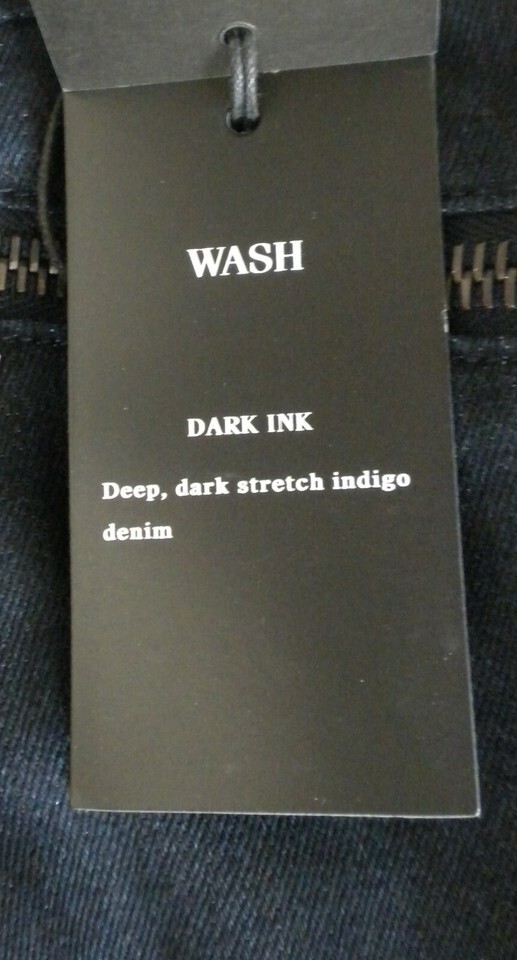 WASH
DARK INK
Deep, dark stretch indigo
denim